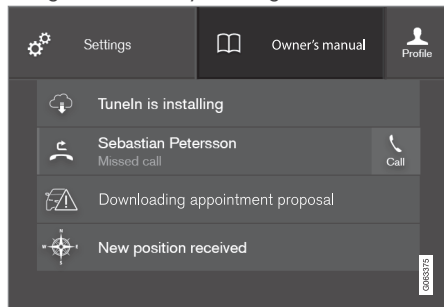 Settings
Owner's manual
Profile
TuneIn is installing
Sebastian Petersson
Missed call
Call
Downloading appointment proposal
New position received
G063375